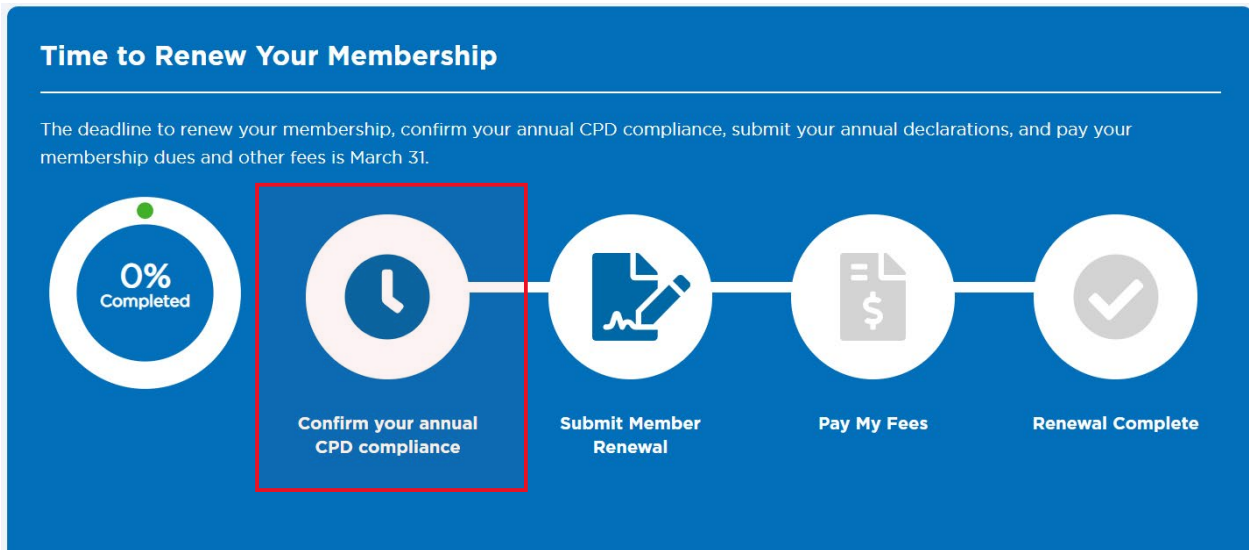 Time to Renew Your Membership
The deadline to renew your membership, confirm your annual CPD compliance, submit your annual declarations, and pay your
membership dues and other fees is March 31.
0%
Completed
$
Confirm your annual
CPD compliance
Submit Member
Renewal
Pay My Fees
Renewal Complete